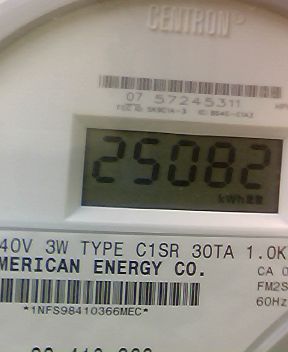 CENTRON®
07 57245311
25082
kWh
40V 3W TYPE C1SR 30TA 1.0K
MERICAN ENERGY CO.
CA 0
FM2S
60Hz
*1NFS98410366MEC*